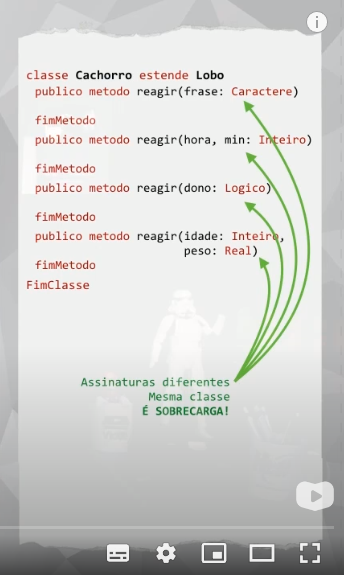 classe Cachorro estende Lobo
publico metodo reagir(frase: Caractere)
fimMetodo
publico metodo reagir(hora, min: Inteiro)
fimMetodo
publico metodo reagir(dono: Logico)
fimMetodo
publico metodo reagir(idade: Inteiro,
peso: Real)
fimMetodo
FimClasse
Assinaturas diferentes
Mesma classe
É SOBRECARGA!